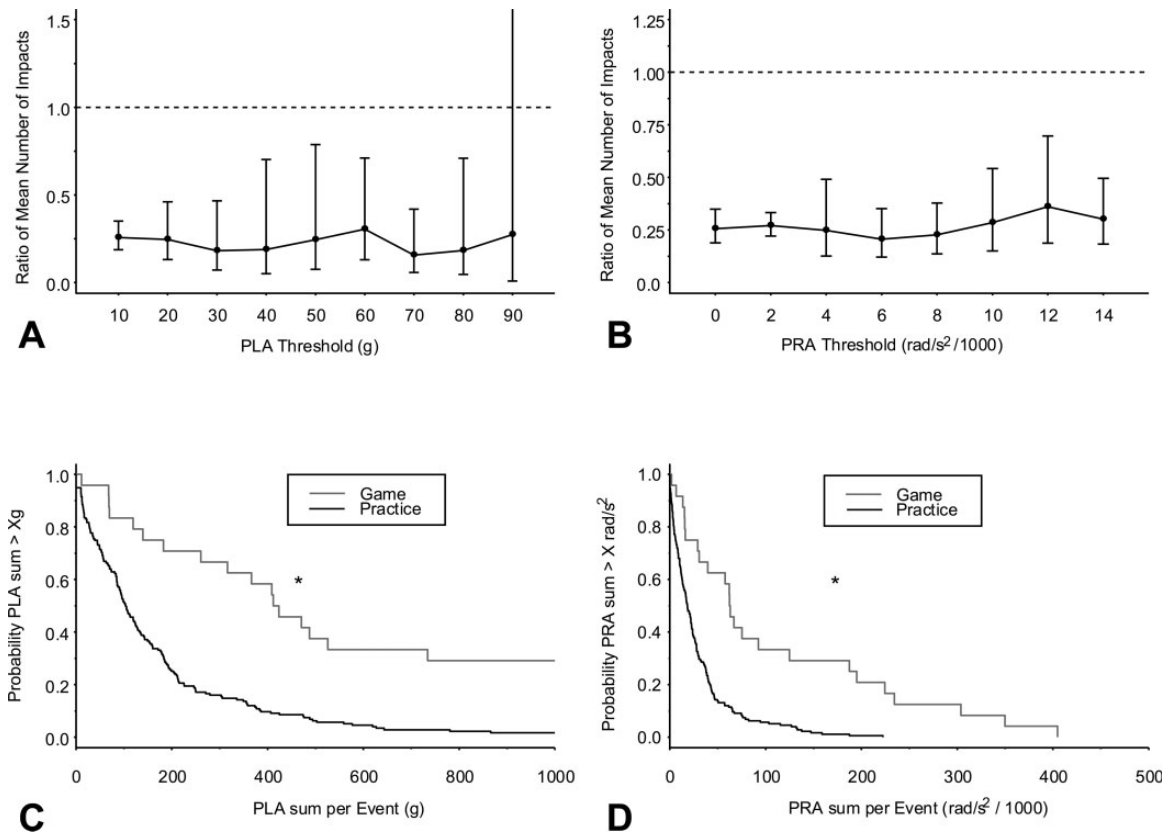 Ratio of Mean Number of Impacts
1.5
1.0
0.5
0.0
10 20 30 40 50 60 70 80 90
PLA Threshold (g)
A
Ratio of Mean Number of Impacts
1.25
1.00
0.75
0.50
0.25
0.00
0 2 4 6 8 10 12 14
PRA Threshold (rad/s²/1000)
B
Probability PLA sum > Xg
1.0
0.8
0.6
0.4
0.2
0.0
Game
Practice
*
0 200 400 600 800 1000
PLA sum per Event (g)
C
Probability PRA sum > X rad/s²
1.0
0.8
0.6
0.4
0.2
0.0
Game
Practice
*
0 100 200 300 400 500
PRA sum per Event (rad/s² / 1000)
D